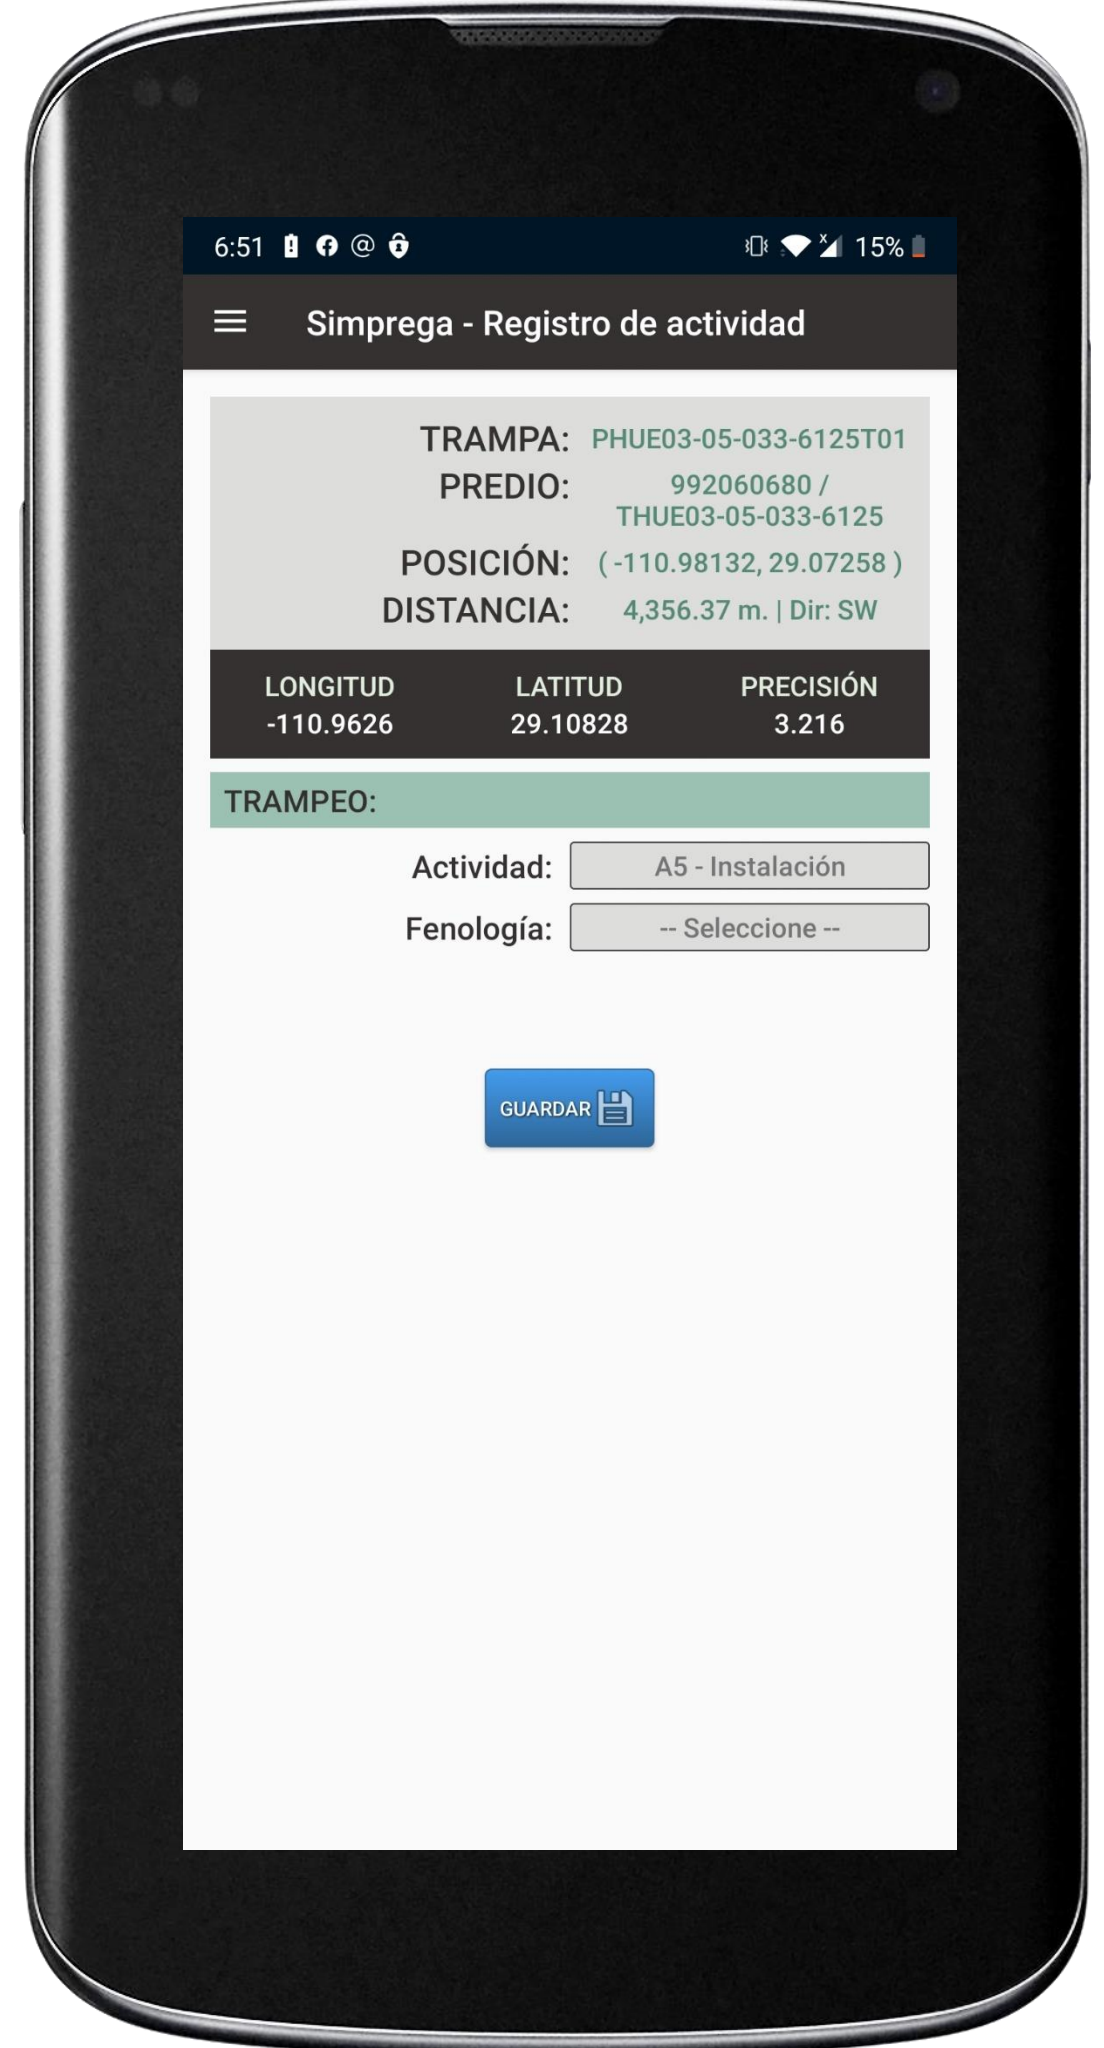 6:51 15%
Simprega - Registro de actividad
TRAMPA: PHUE03-05-033-6125T01
PREDIO: 992060680 /
THUE03-05-033-6125
POSICIÓN: ( -110.98132, 29.07258 )
DISTANCIA: 4,356.37 m. | Dir: SW
LONGITUD LATITUD PRECISIÓN
-110.9626 29.10828 3.216
TRAMPEO:
Actividad: A5 - Instalación
Fenología: -- Seleccione --
GUARDAR